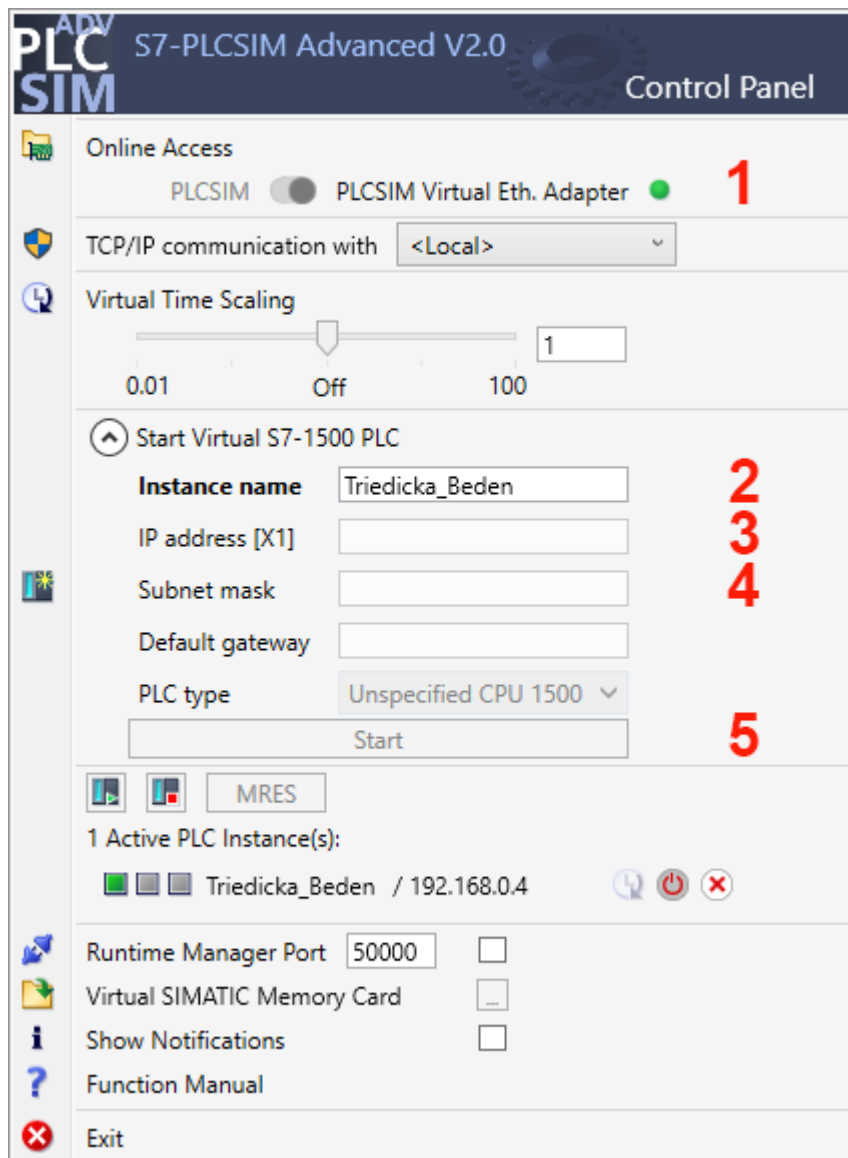 ADV
PLC
SIM
S7-PLCSIM Advanced V2.0
Control Panel
Online Access
PLCSIM PLCSIM Virtual Eth. Adapter 1
TCP/IP communication with <Local>
Virtual Time Scaling
1
0.01 Off 100
Start Virtual S7-1500 PLC
Instance name Triedicka_Beden 2
IP address [X1] 3
Subnet mask 4
Default gateway
PLC type Unspecified CPU 1500
Start 5
MRES
1 Active PLC Instance(s):
Triedicka_Beden / 192.168.0.4
Runtime Manager Port 50000
Virtual SIMATIC Memory Card ...
Show Notifications
Function Manual
Exit